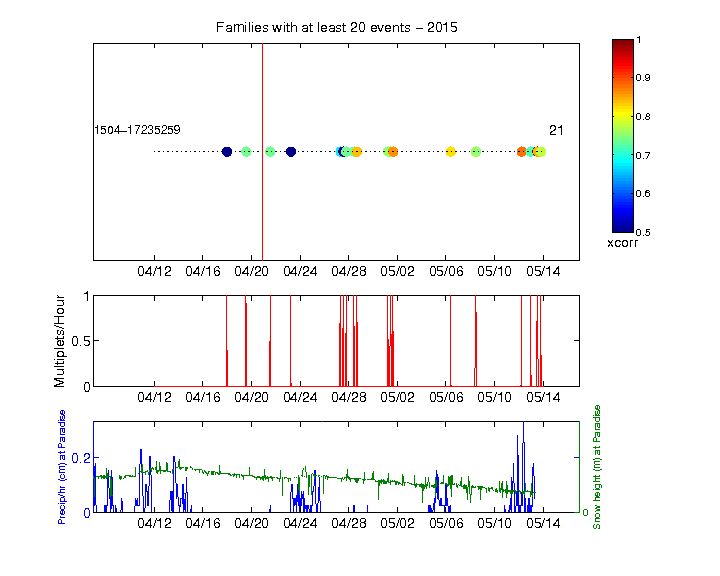 Families with at least 20 events − 2015
1504−17235259
21
04/12 04/16 04/20 04/24 04/28 05/02 05/06 05/10 05/14
1
0.9
0.8
0.7
0.6
0.5
xcorr
Multiplets/Hour
1
0.5
0
04/12 04/16 04/20 04/24 04/28 05/02 05/06 05/10 05/14
Precip/hr (cm) at Paradise
0.2
0
0
Snow height (m) at Paradise
04/12 04/16 04/20 04/24 04/28 05/02 05/06 05/10 05/14